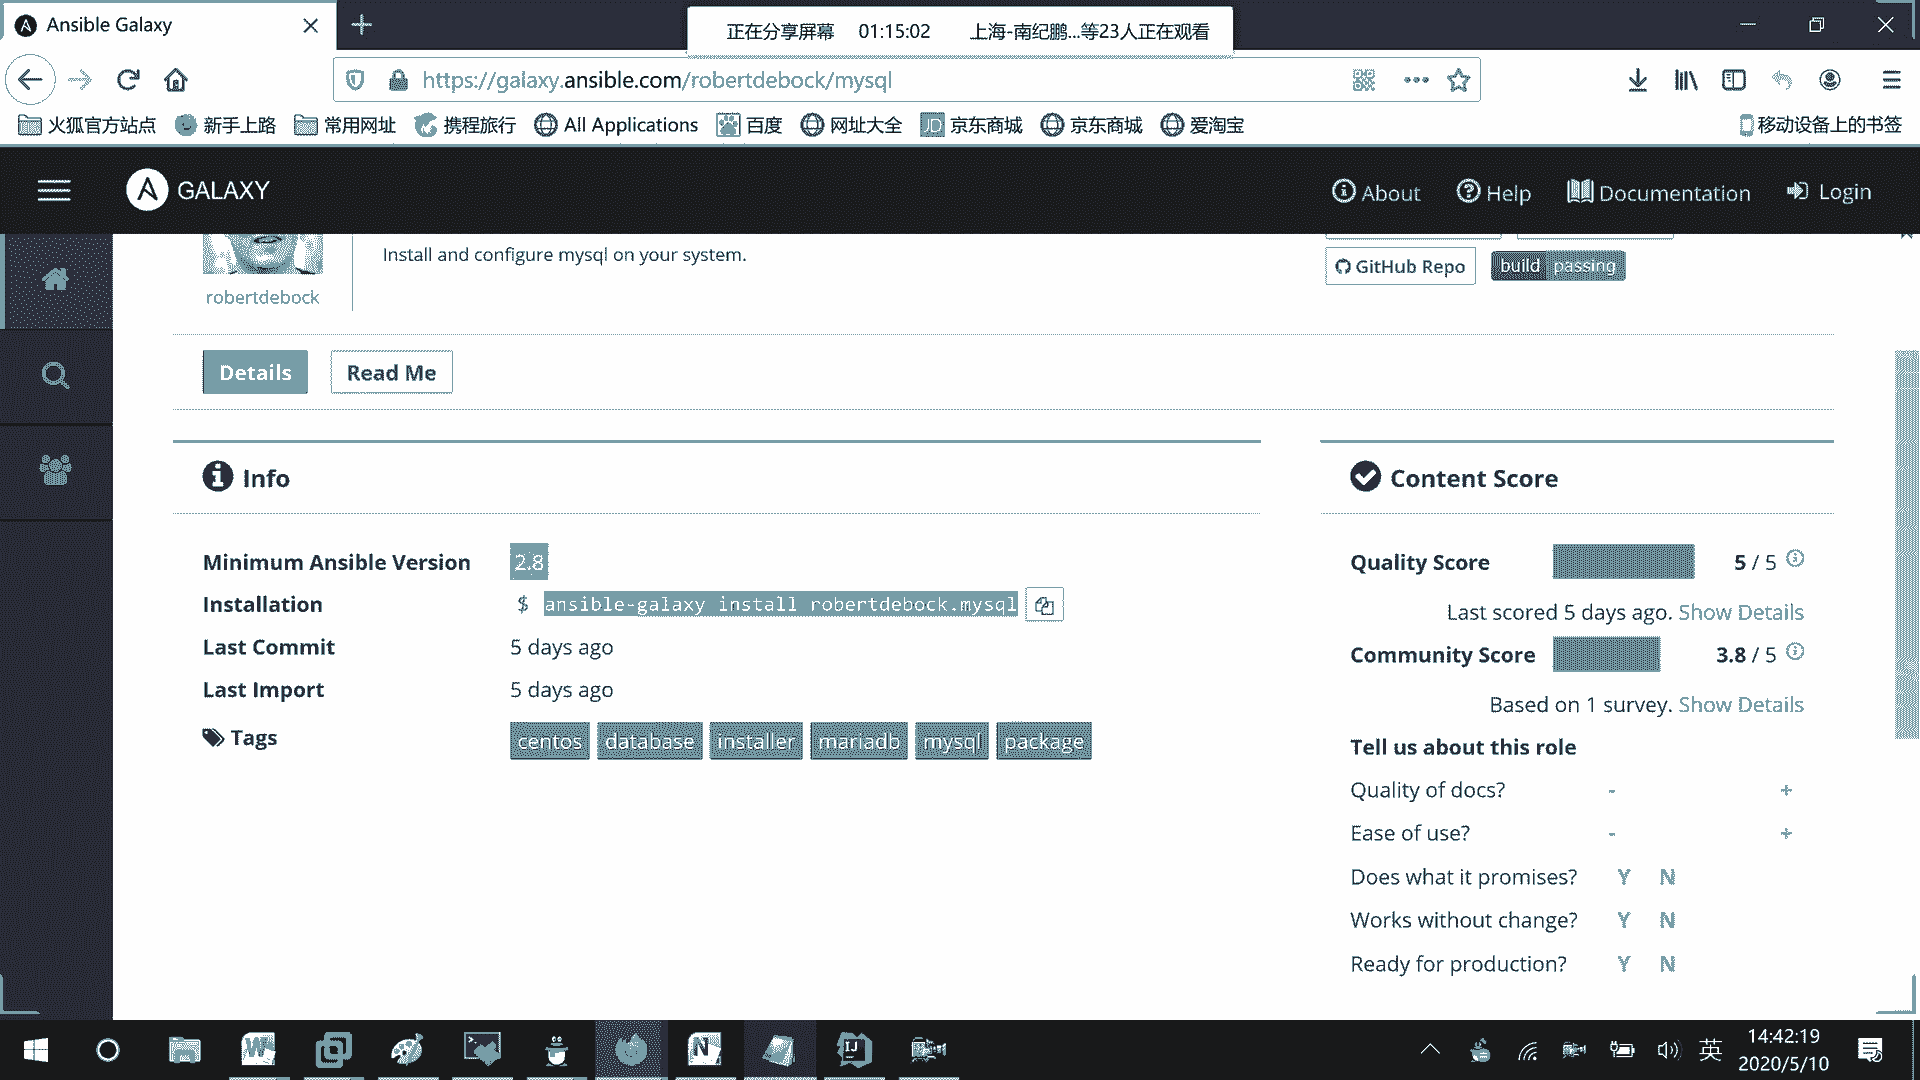 Ansible Galaxy
正在分享屏幕 01:15:02 上海-南纪鹏...等23人正在观看
https://galaxy.ansible.com/robertdebock/mysql
火狐官方站点 新手上路 常用网址 携程旅行 All Applications 百度 网址大全 JD 京东商城 京东商城 爱淘宝 移动设备上的书签
GALAXY About Help Documentation Login
Install and configure mysql on your system.
GitHub Repo build passing
robertdebock
Details Read Me
Info
Minimum Ansible Version 2.8
Installation $ ansible-galaxy install robertdebock.mysql
Last Commit 5 days ago
Last Import 5 days ago
Tags centos database installer mariadb mysql package
Content Score
Quality Score 5 / 5
Last scored 5 days ago. Show Details
Community Score 3.8 / 5
Based on 1 survey. Show Details
Tell us about this role
Quality of docs? - +
Ease of use? - +
Does what it promises? Y N
Works without change? Y N
Ready for production? Y N
英 14:42:19
2020/5/10